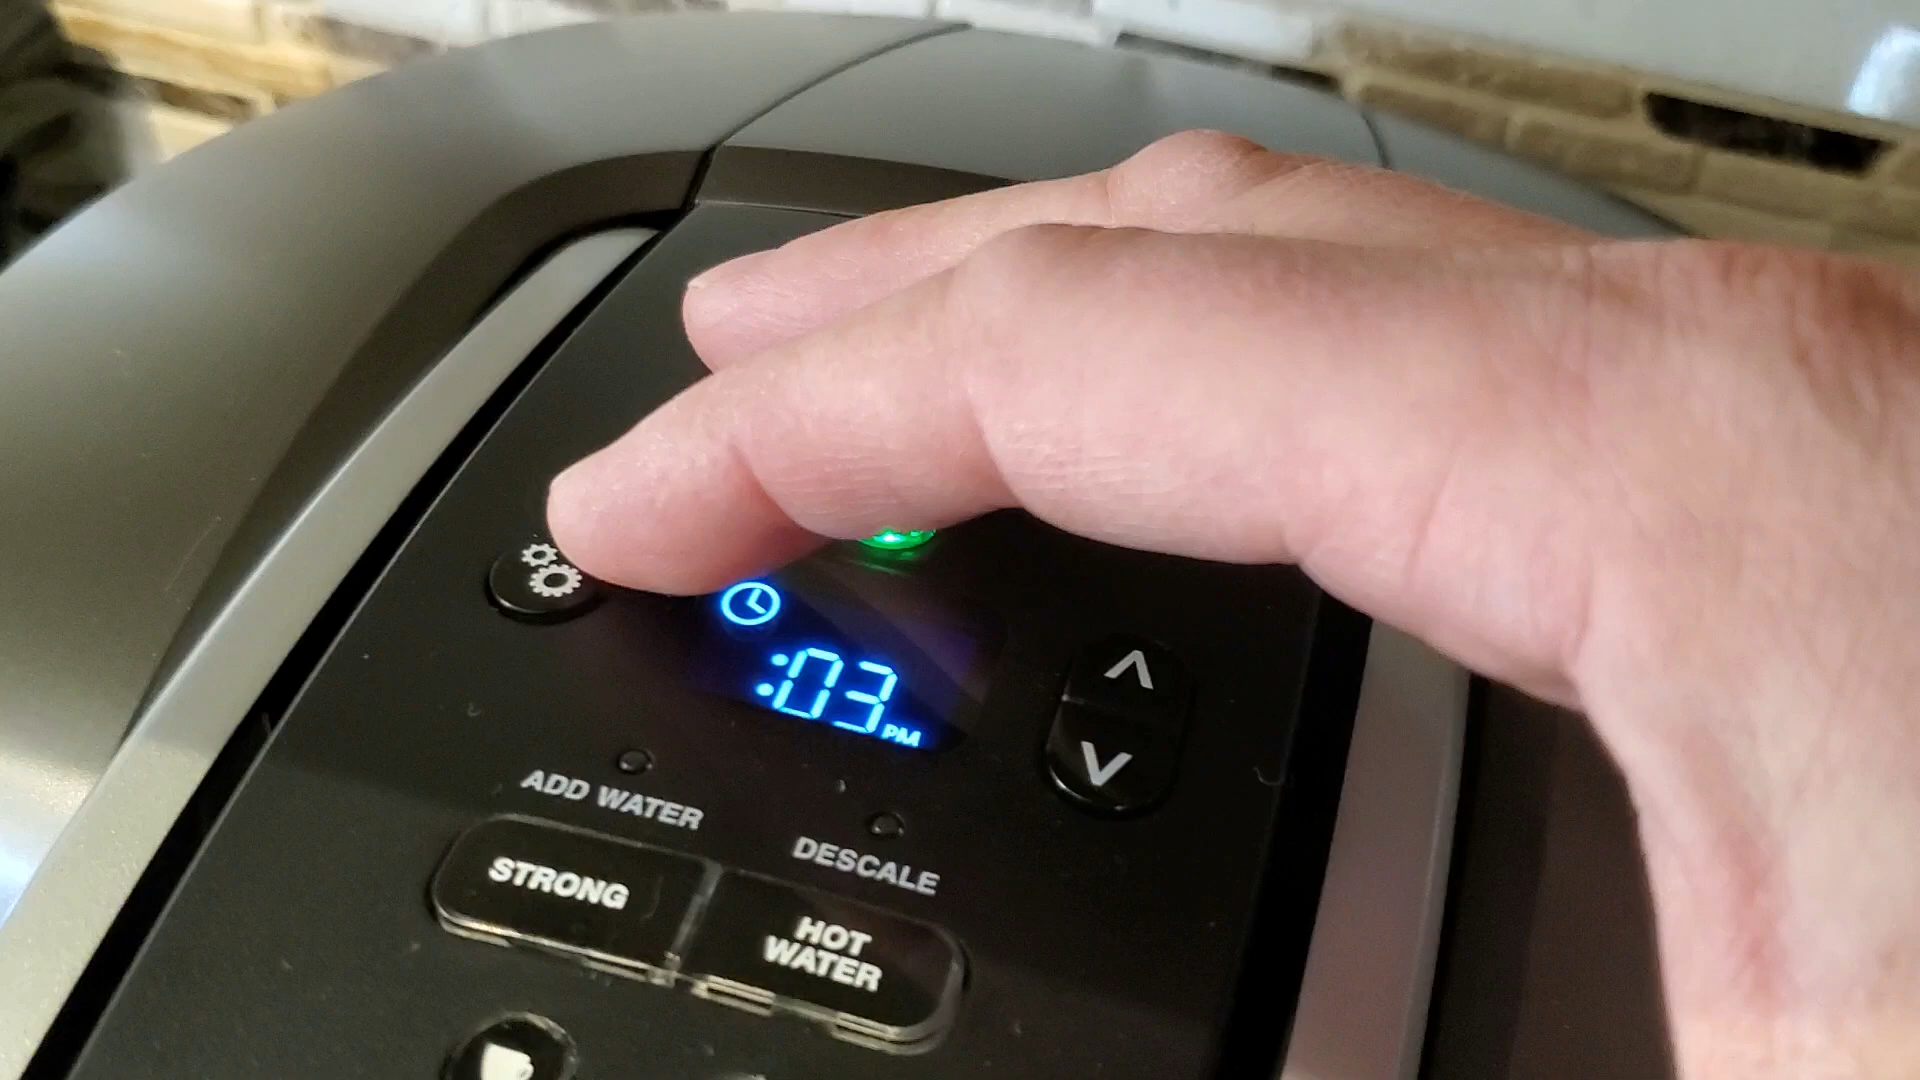 :03 PM
ADD WATER
DESCALE
STRONG
HOT
WATER